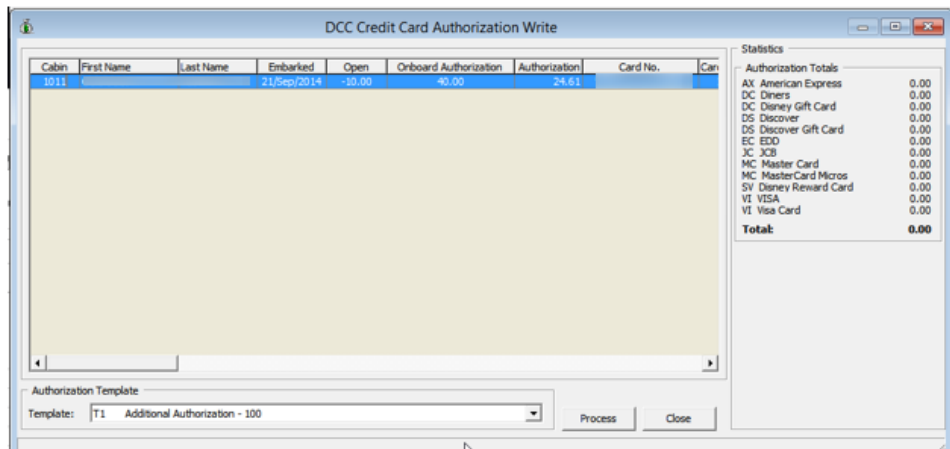 DCC Credit Card Authorization Write
Cabin First Name Last Name Embarked Open Onboard Authorization Authorization Card No. Car
1011 21/Sep/2014 -10.00 40.00 24.61
Statistics
Authorization Totals
AX American Express 0.00
DC Diners 0.00
DC Disney Gift Card 0.00
DS Discover 0.00
DS Discover Gift Card 0.00
EC EDD 0.00
JC JCB 0.00
MC Master Card 0.00
MC MasterCard Micros 0.00
SV Disney Reward Card 0.00
VI VISA 0.00
VI Visa Card 0.00
Total: 0.00
Authorization Template
Template: T1 Additional Authorization - 100
Process Close